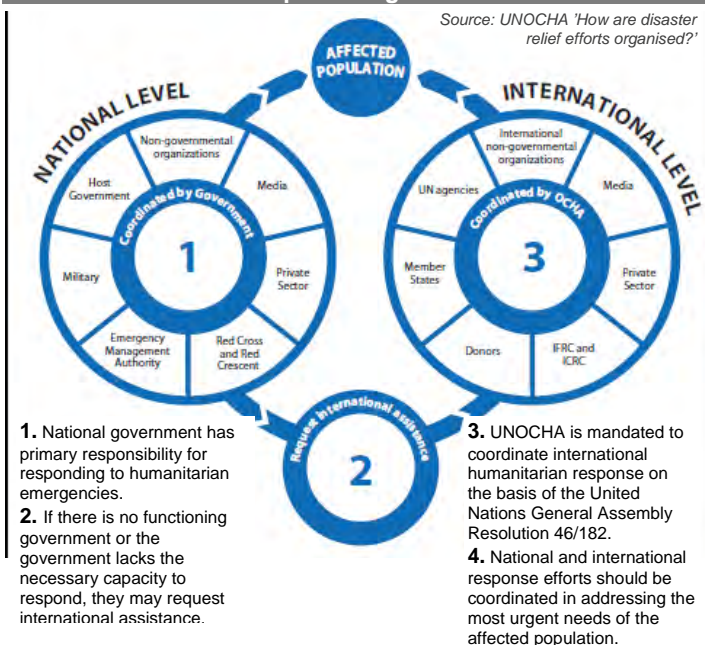 Source: UNOCHA 'How are disaster
relief efforts organised?'
AFFECTED
POPULATION
NATIONAL LEVEL
Non-governmental
organizations
Host
Government
Media
Military
Private
Sector
Emergency
Management
Authority
Red Cross
and Red
Crescent
Coordinated by Government
1
INTERNATIONAL LEVEL
International
non-governmental
organizations
UN agencies
Media
Member
States
Private
Sector
Donors
IFRC and
ICRC
Coordinated by OCHA
3
Request international assistance
2
1. National government has
primary responsibility for
responding to humanitarian
emergencies.
2. If there is no functioning
government or the
government lacks the
necessary capacity to
respond, they may request
international assistance.
3. UNOCHA is mandated to
coordinate international
humanitarian response on
the basis of the United
Nations General Assembly
Resolution 46/182.
4. National and international
response efforts should be
coordinated in addressing the
most urgent needs of the
affected population.